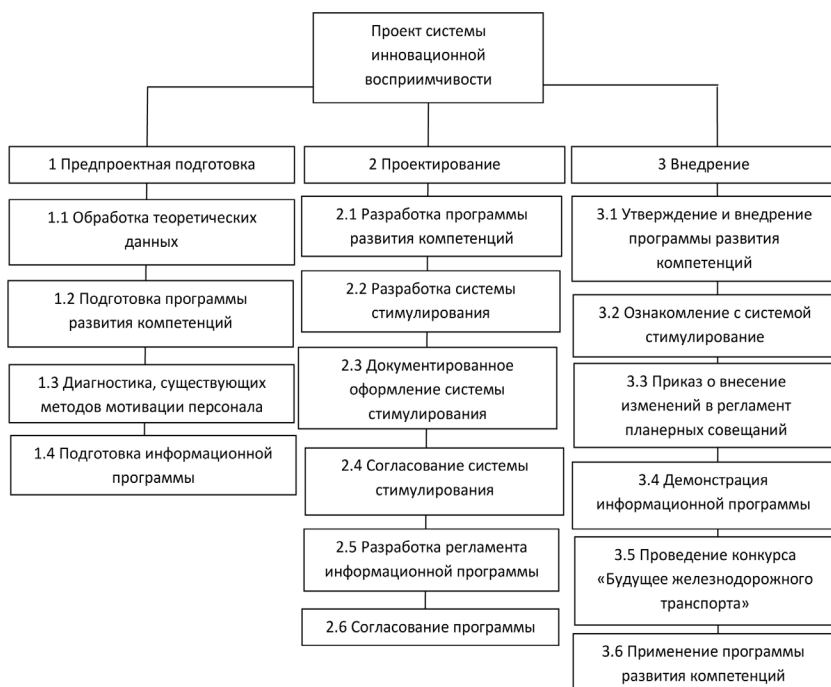 Проект системы
инновационной
восприимчивости
1 Предпроектная подготовка
2 Проектирование
3 Внедрение
1.1 Обработка теоретических
данных
1.2 Подготовка программы
развития компетенций
1.3 Диагностика, существующих
методов мотивации персонала
1.4 Подготовка информационной
программы
2.1 Разработка программы
развития компетенций
2.2 Разработка системы
стимулирования
2.3 Документированное
оформление системы
стимулирования
2.4 Согласование системы
стимулирования
2.5 Разработка регламента
информационной программы
2.6 Согласование программы
3.1 Утверждение и внедрение
программы развития
компетенций
3.2 Ознакомление с системой
стимулирование
3.3 Приказ о внесение
изменений в регламент
планерных совещаний
3.4 Демонстрация
информационной программы
3.5 Проведение конкурса
«Будущее железнодорожного
транспорта»
3.6 Применение программы
развития компетенций